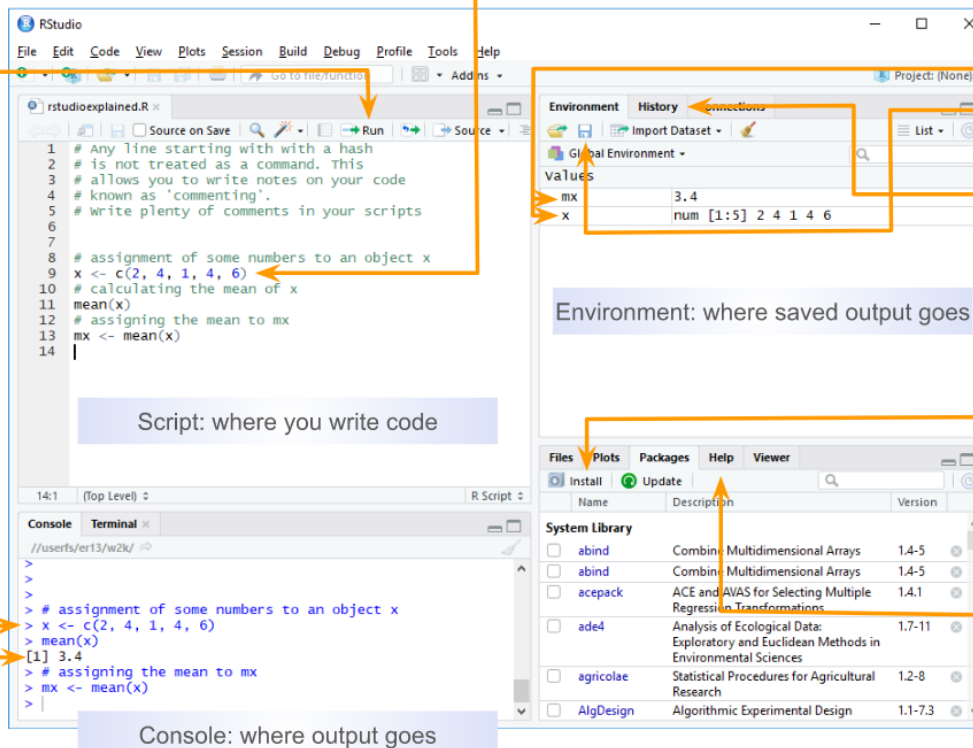 RStudio
File Edit Code View Plots Session Build Debug Profile Tools Help
Go to file/function Addins
Project: (None)
rstudioexplained.R
Source on Save Run Source
1 # Any line starting with with a hash
2 # is not treated as a command. This
3 # allows you to write notes on your code
4 # known as 'commenting'.
5 # Write plenty of comments in your scripts
6
7
8 # assignment of some numbers to an object x
9 x <- c(2, 4, 1, 4, 6)
10 # calculating the mean of x
11 mean(x)
12 # assigning the mean to mx
13 mx <- mean(x)
14
Script: where you write code
14:1 (Top Level) R Script
Console Terminal
//userfs/er13/w2k/
>
>
>
> # assignment of some numbers to an object x
> x <- c(2, 4, 1, 4, 6)
> mean(x)
[1] 3.4
> # assigning the mean to mx
> mx <- mean(x)
>
Console: where output goes
Environment History Connections
Import Dataset List
Global Environment
Values
mx 3.4
x num [1:5] 2 4 1 4 6
Environment: where saved output goes
Files Plots Packages Help Viewer
Install Update
Name Description Version
System Library
abind Combine Multidimensional Arrays 1.4-5
abind Combine Multidimensional Arrays 1.4-5
acepack ACE and AVAS for Selecting Multiple 1.4.1
Regression Transformations
ade4 Analysis of Ecological Data: 1.7-11
Exploratory and Euclidean Methods in
Environmental Sciences
agricolae Statistical Procedures for Agricultural 1.2-8
Research
AlgDesign Algorithmic Experimental Design 1.1-7.3